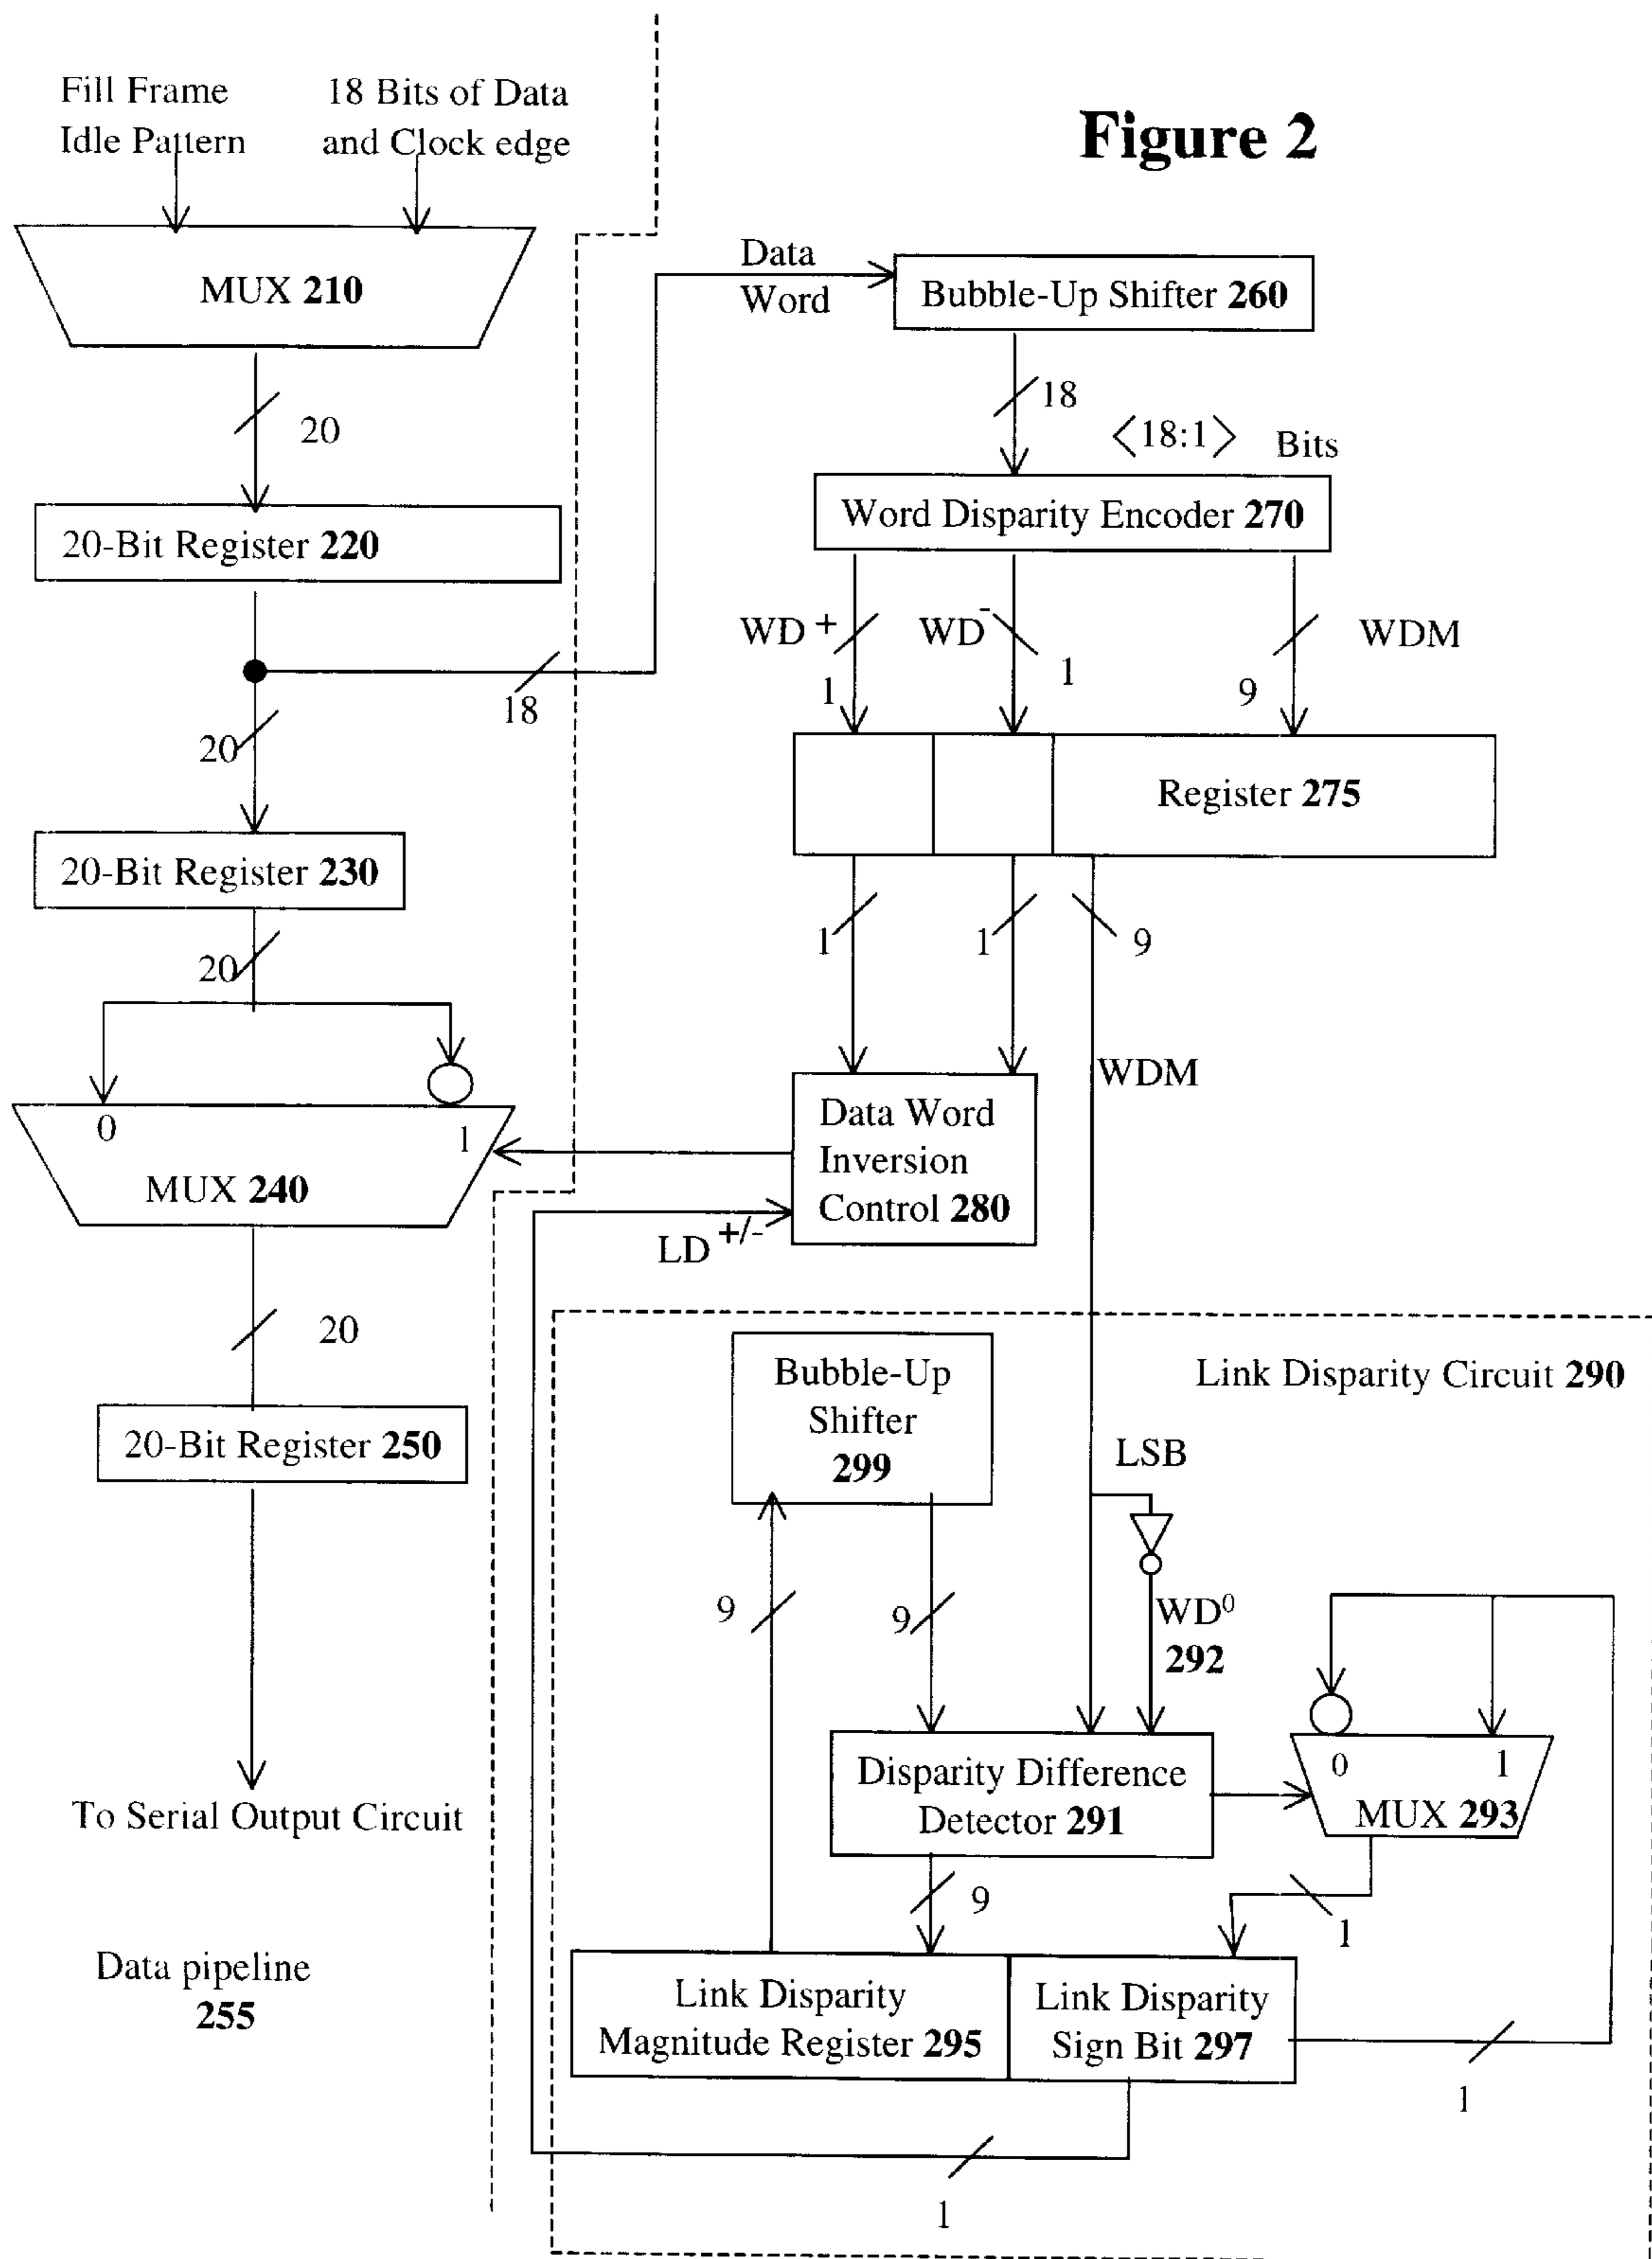 Figure 2
Fill Frame
Idle Pattern
18 Bits of Data
and Clock edge
MUX 210
20
20-Bit Register 220
18
20
20-Bit Register 230
20
0
1
MUX 240
20
20-Bit Register 250
To Serial Output Circuit
Data pipeline
255
Data
Word
Bubble-Up Shifter 260
18
<18:1> Bits
Word Disparity Encoder 270
WD +
1
WD -
1
WDM
9
Register 275
1
1
9
WDM
Data Word
Inversion
Control 280
LD +/-
Link Disparity Circuit 290
Bubble-Up
Shifter
299
LSB
9
9
WD0
292
Disparity Difference
Detector 291
0
1
MUX 293
9
1
Link Disparity
Magnitude Register 295
Link Disparity
Sign Bit 297
1
1